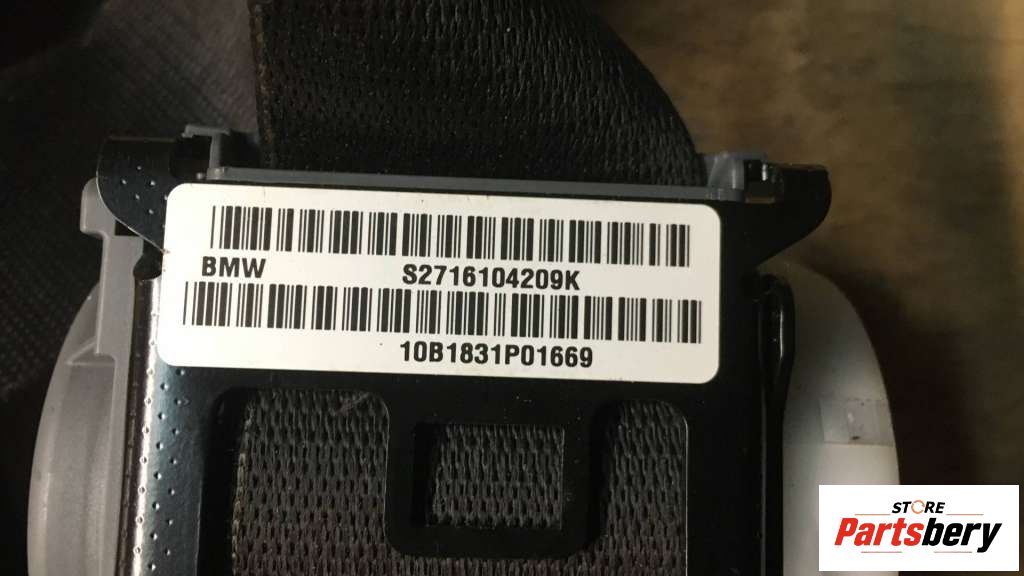 BMW S2716104209K
10B1831P01669
STORE
Partsbery